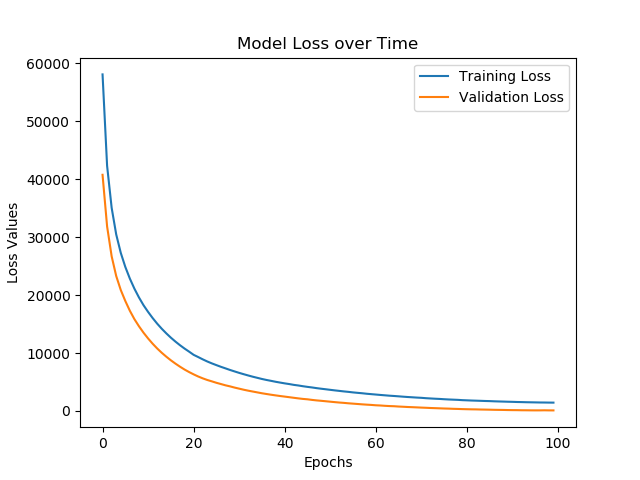 Model Loss over Time
Training Loss
Validation Loss
60000
50000
40000
30000
20000
10000
0
Loss Values
0 20 40 60 80 100
Epochs